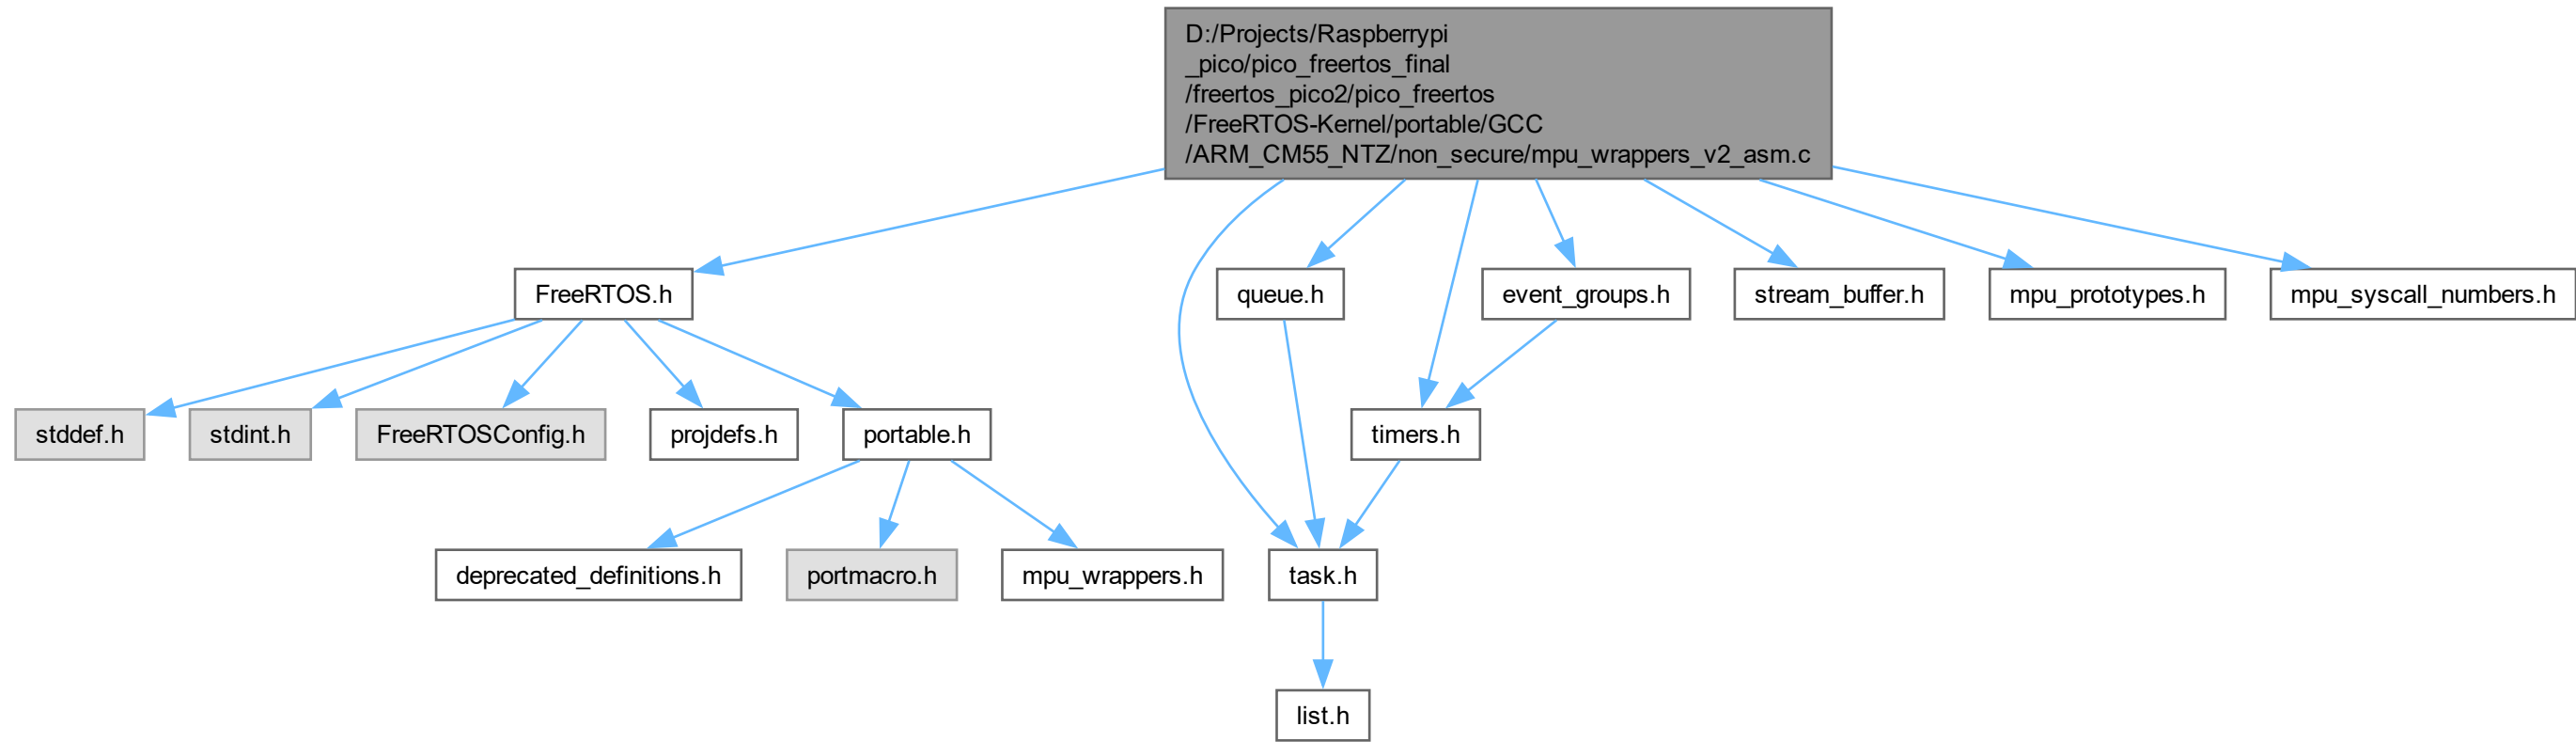 D:/Projects/Raspberrypi
_pico/pico_freertos_final
/freertos_pico2/pico_freertos
/FreeRTOS-Kernel/portable/GCC
/ARM_CM55_NTZ/non_secure/mpu_wrappers_v2_asm.c
FreeRTOS.h
queue.h
event_groups.h
stream_buffer.h
mpu_prototypes.h
mpu_syscall_numbers.h
stddef.h
stdint.h
FreeRTOSConfig.h
projdefs.h
portable.h
timers.h
deprecated_definitions.h
portmacro.h
mpu_wrappers.h
task.h
list.h